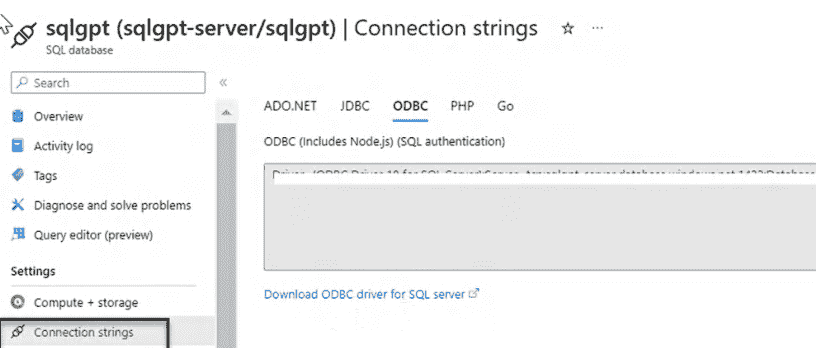 sqlgpt (sqlgpt-server/sqlgpt) | Connection strings
SQL database
Search
Overview
Activity log
Tags
Diagnose and solve problems
Query editor (preview)
Settings
Compute + storage
Connection strings
ADO.NET JDBC ODBC PHP Go
ODBC (Includes Node.js) (SQL authentication)
Download ODBC driver for SQL server